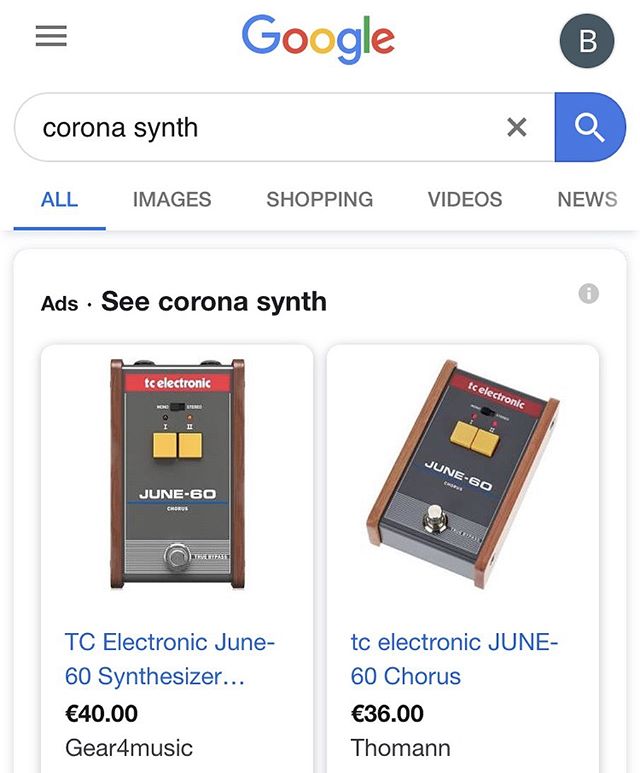 Google
B
corona synth
ALL IMAGES SHOPPING VIDEOS NEWS
Ads · See corona synth
tc electronic
MONO STEREO
I II
JUNE-60
CHORUS
TRUE BYPASS
tc electronic
MONO STEREO
I II
JUNE-60
CHORUS
TRUE BYPASS
TC Electronic June-
60 Synthesizer...
€40.00
Gear4music
tc electronic JUNE-
60 Chorus
€36.00
Thomann